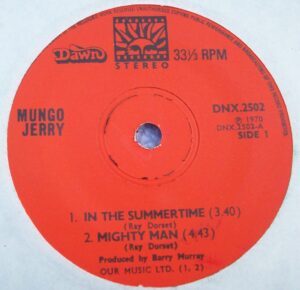 Dawn
STEREO
33⅓ RPM
MUNGO
JERRY
DNX.2502
℗ 1970
DNX.2502-A
SIDE 1
1. IN THE SUMMERTIME (3.40)
(Ray Dorset)
2. MIGHTY MAN (4:43)
(Ray Dorset)
Produced by Barry Murray
OUR MUSIC LTD. (1, 2)